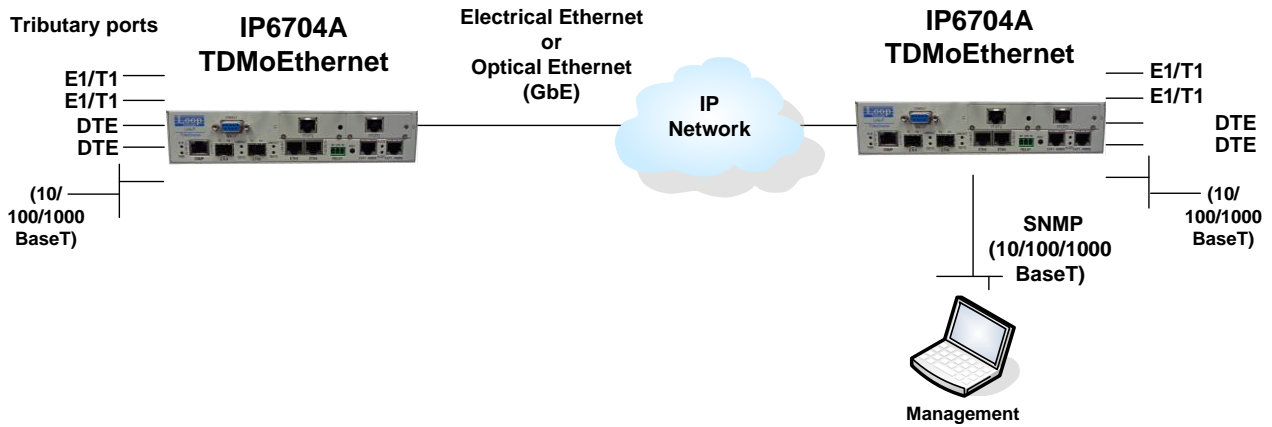 Tributary ports
IP6704A
TDMoEthernet
E1/T1
E1/T1
DTE
DTE
(10/
100/1000
BaseT)
Loop
Electrical Ethernet
or
Optical Ethernet
(GbE)
IP
Network
IP6704A
TDMoEthernet
Loop
E1/T1
E1/T1
DTE
DTE
(10/
100/1000
BaseT)
SNMP
(10/100/1000
BaseT)
Management